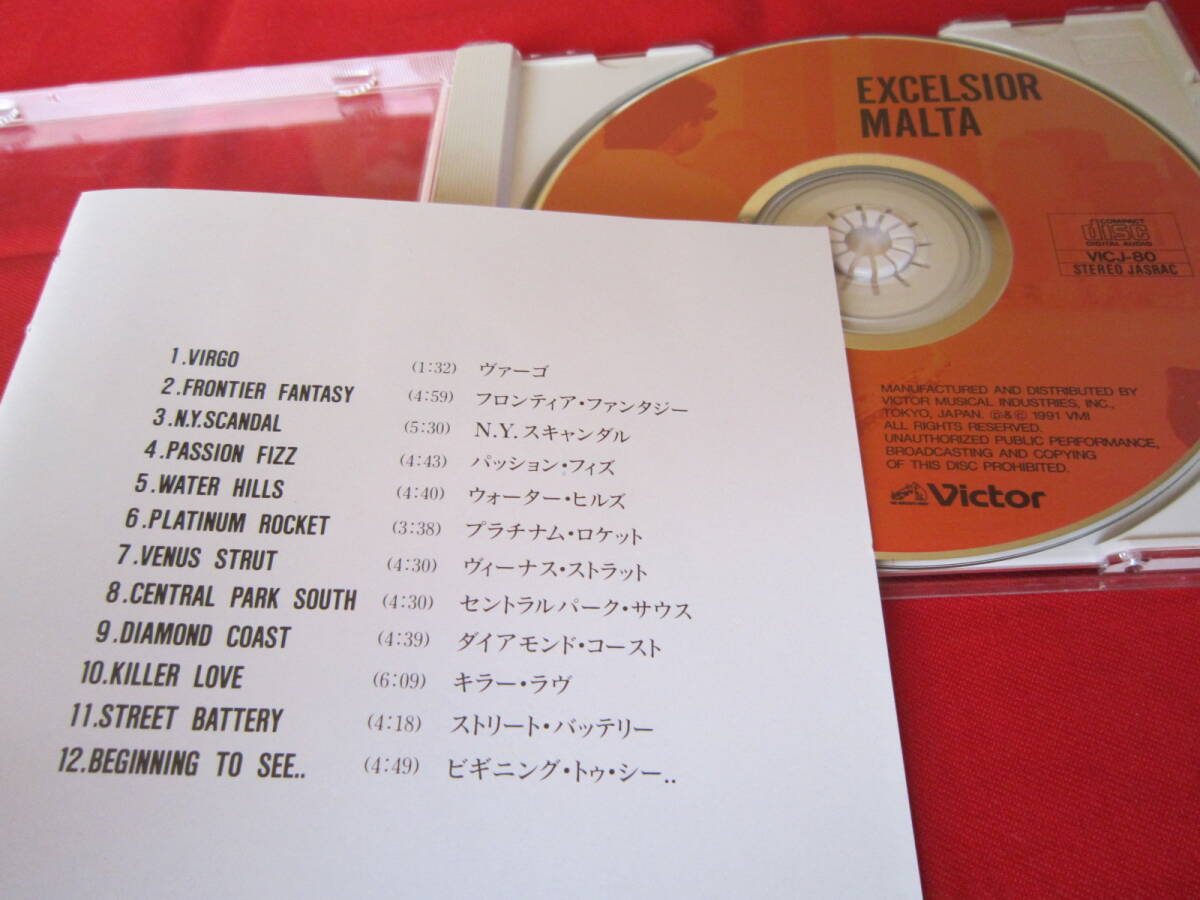 EXCELSIOR
MALTA
COMPACT
disc
DIGITAL AUDIO
VICJ-80
STEREO JASRAC
MANUFACTURED AND DISTRIBUTED BY
VICTOR MUSICAL INDUSTRIES, INC.,
TOKYO, JAPAN. ℗&© 1991 VMI
ALL RIGHTS RESERVED.
UNAUTHORIZED PUBLIC PERFORMANCE,
BROADCASTING AND COPYING
OF THIS DISC PROHIBITED.
Victor
1.VIRGO (1:32) ヴァーゴ
2.FRONTIER FANTASY (4:59) フロンティア・ファンタジー
3.N.Y.SCANDAL (5:30) N.Y.スキャンダル
4.PASSION FIZZ (4:43) パッション・フィズ
5.WATER HILLS (4:40) ウォーター・ヒルズ
6.PLATINUM ROCKET (3:38) プラチナム・ロケット
7.VENUS STRUT (4:30) ヴィーナス・ストラット
8.CENTRAL PARK SOUTH (4:30) セントラルパーク・サウス
9.DIAMOND COAST (4:39) ダイアモンド・コースト
10.KILLER LOVE (6:09) キラー・ラヴ
11.STREET BATTERY (4:18) ストリート・バッテリー
12.BEGINNING TO SEE.. (4:49) ビギニング・トゥ・シー..